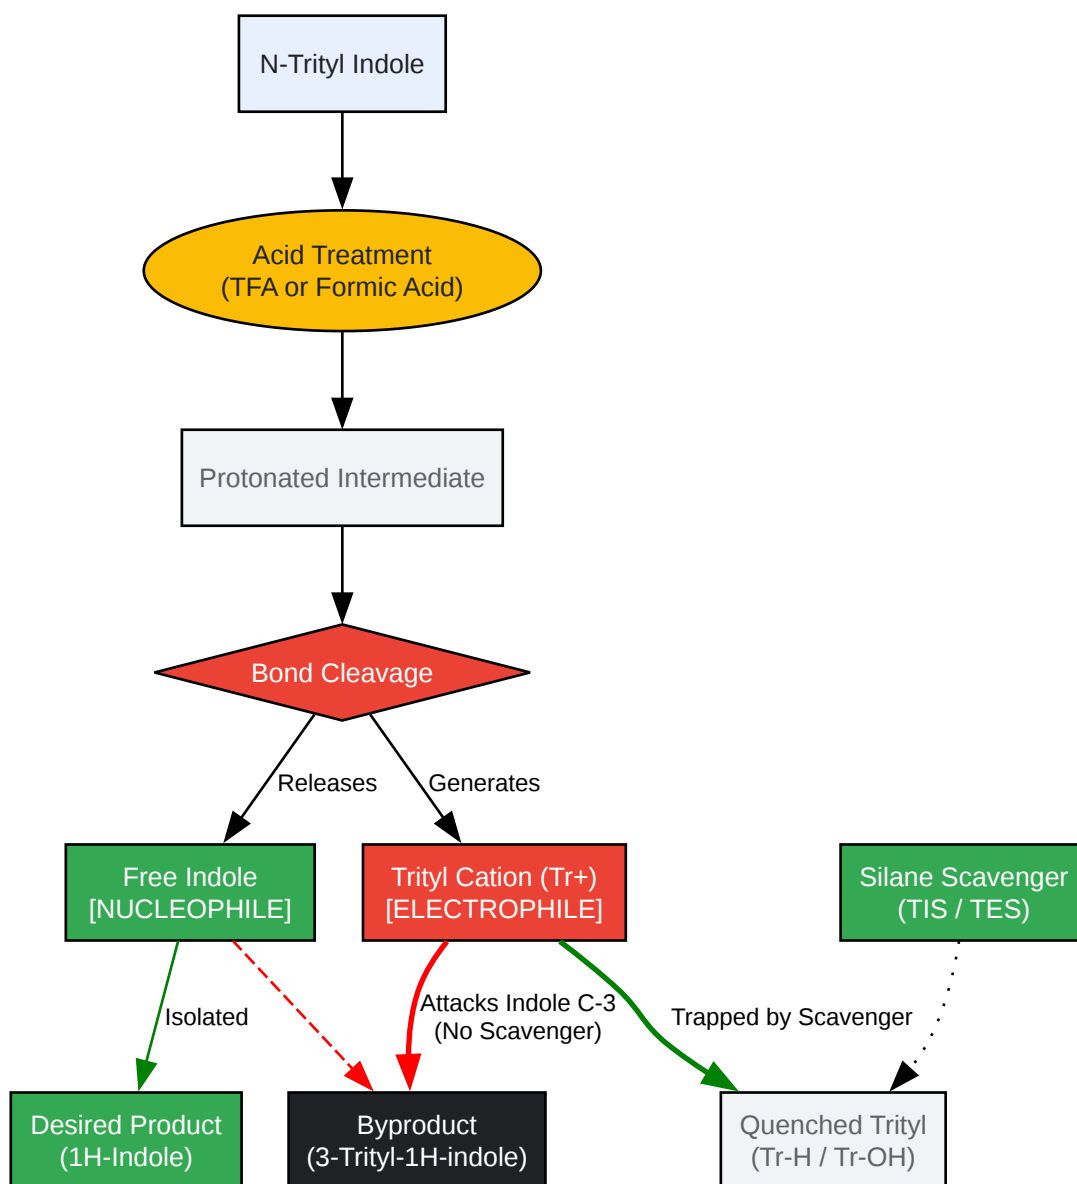 N-Trityl Indole
Acid Treatment
(TFA or Formic Acid)
Protonated Intermediate
Bond Cleavage
Releases
Generates
Free Indole
[NUCLEOPHILE]
Trityl Cation (Tr+)
[ELECTROPHILE]
Silane Scavenger
(TIS / TES)
Isolated
Attacks Indole C-3
(No Scavenger)
Trapped by Scavenger
Desired Product
(1H-Indole)
Byproduct
(3-Trityl-1H-indole)
Quenched Trityl
(Tr-H / Tr-OH)